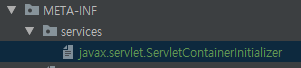 META-INF
services
javax.servlet.ServletContainerInitializer